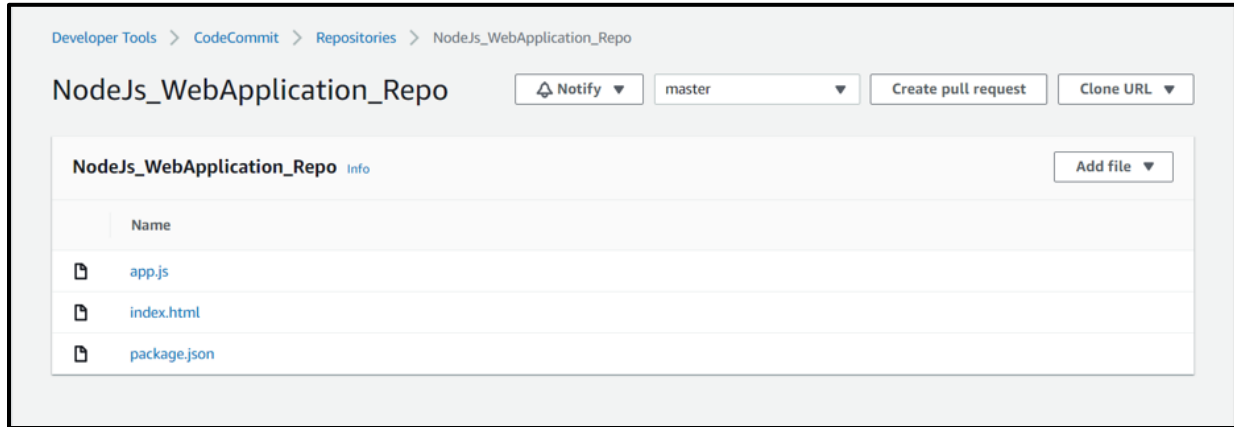 Developer Tools > CodeCommit > Repositories > NodeJs_WebApplication_Repo
NodeJs_WebApplication_Repo Notify ▼ master ▼ Create pull request Clone URL ▼
NodeJs_WebApplication_Repo Info Add file ▼
Name
app.js
index.html
package.json